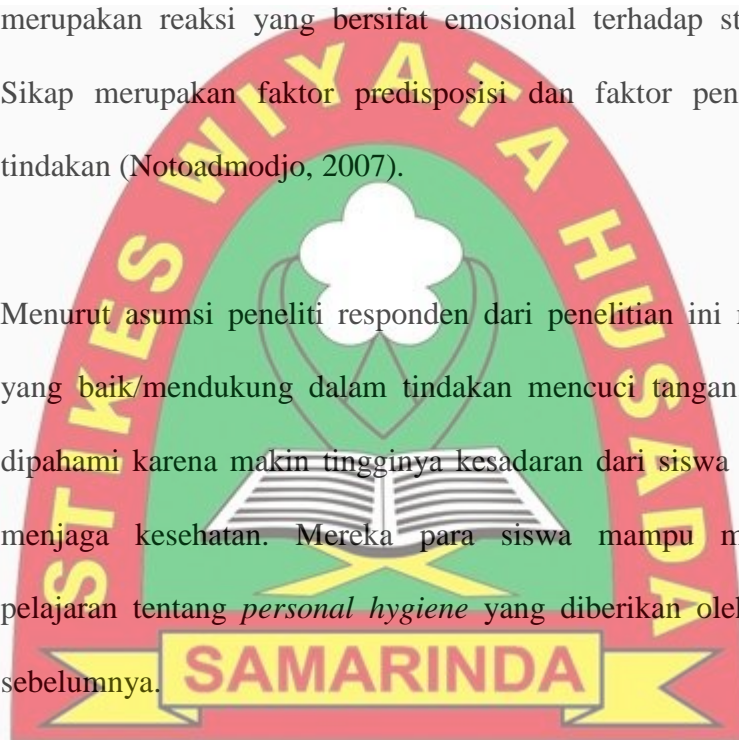 merupakan reaksi yang bersifat emosional terhadap st
Sikap merupakan faktor predisposisi dan faktor pen
tindakan (Notoadmodjo, 2007).
Menurut asumsi peneliti responden dari penelitian ini
yang baik/mendukung dalam tindakan mencuci tangan
dipahami karena makin tingginya kesadaran dari siswa
menjaga kesehatan. Mereka para siswa mampu m
pelajaran tentang personal hygiene yang diberikan oleh
sebelumnya.
STIKES WIYATA HUSADA
SAMARINDA